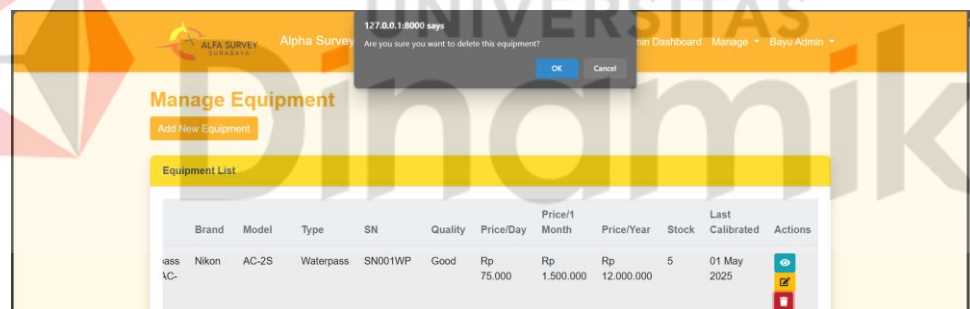 UNIVERSITAS
Dinamika
127.0.0.1:8000 says
Are you sure you want to delete this equipment?
OK Cancel
ALFA SURVEY
SURABAYA
Alpha Survey
Dashboard Manage Bayu Admin
Manage Equipment
Add New Equipment
Equipment List
Brand Model Type SN Quality Price/Day Price/1 Month Price/Year Stock Last Calibrated Actions
Nikon AC-2S Waterpass SN001WP Good Rp 75.000 Rp 1.500.000 Rp 12.000.000 5 01 May 2025